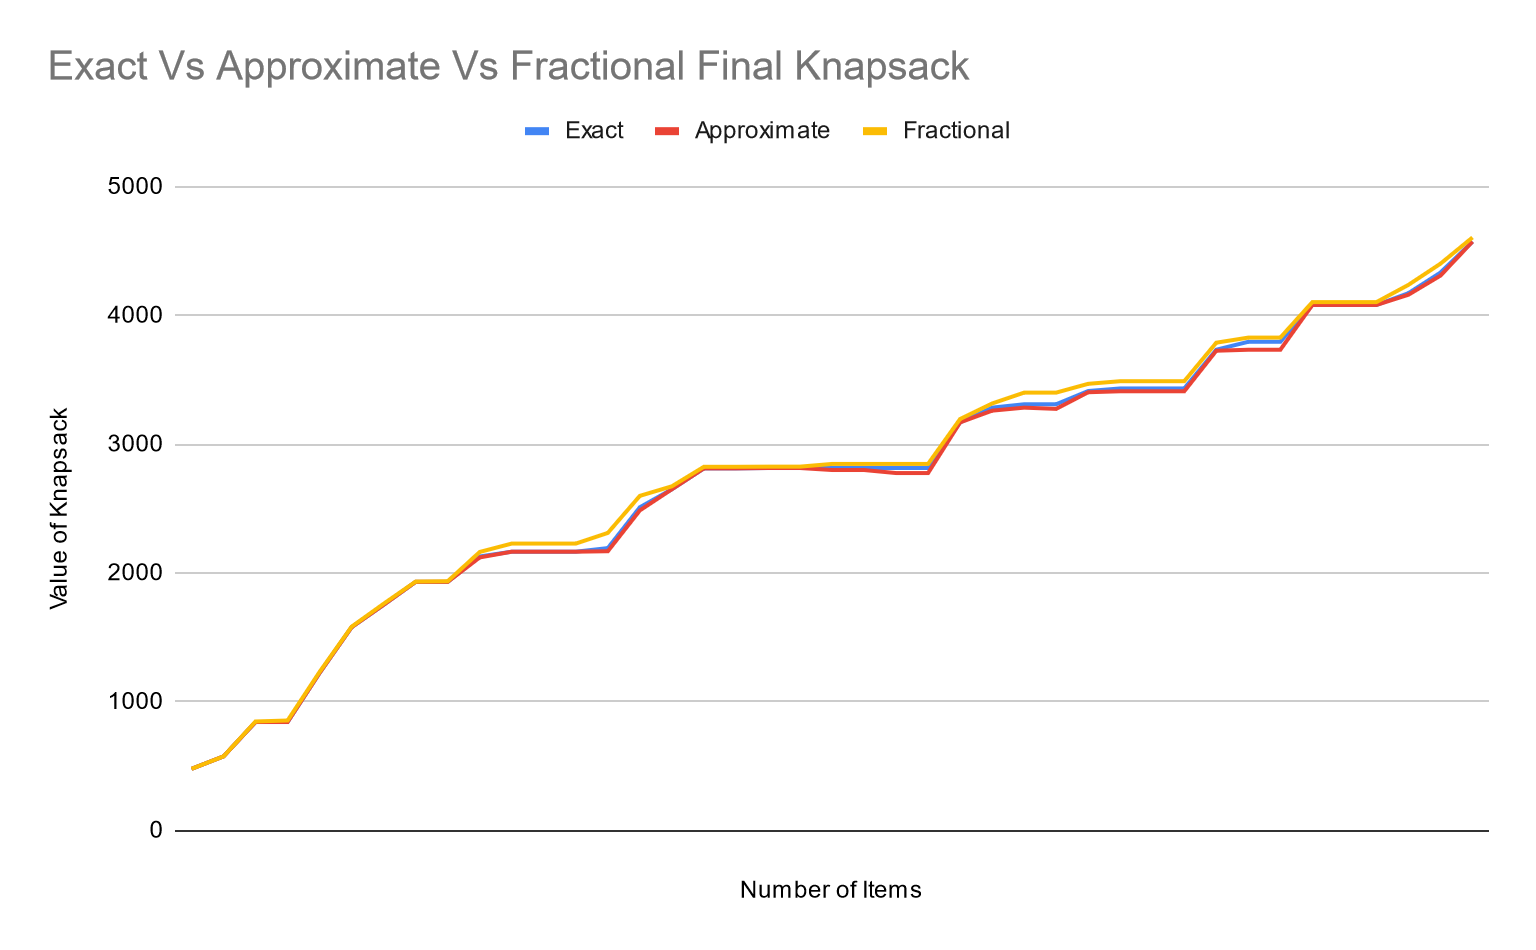 Exact Vs Approximate Vs Fractional Final Knapsack
Exact Approximate Fractional
5000
4000
3000
2000
1000
0
Value of Knapsack
Number of Items